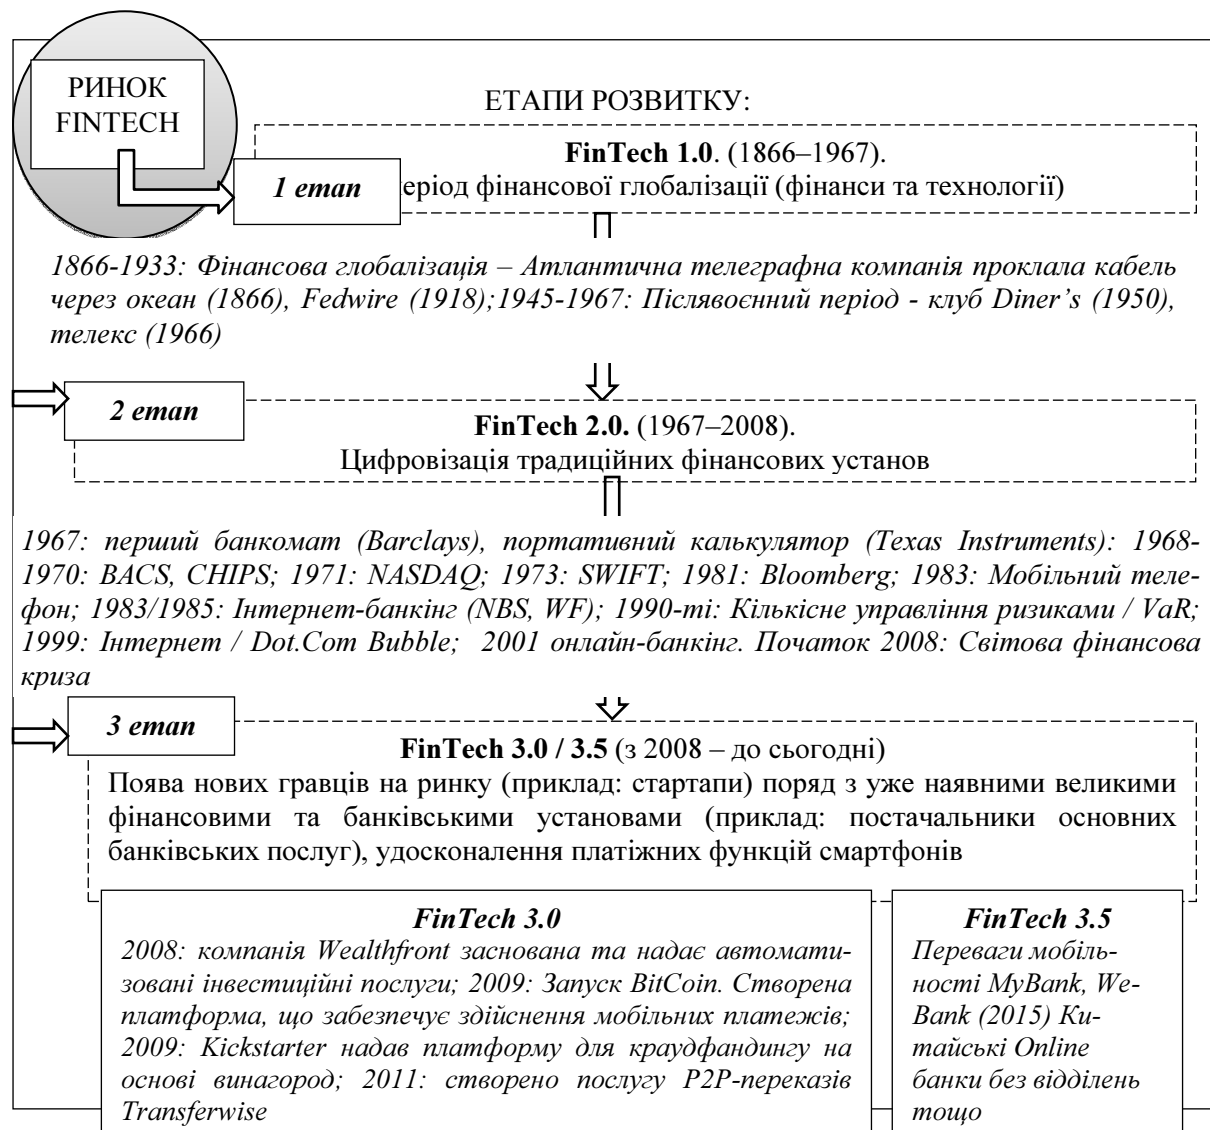 РИНОК
FINTECH
ЕТАПИ РОЗВИТКУ:
FinTech 1.0. (1866–1967).
1 етап
еріод фінансової глобалізації (фінанси та технології)
1866-1933: Фінансова глобалізація – Атлантична телеграфна компанія проклала кабель
через океан (1866), Fedwire (1918);1945-1967: Післявоєнний період - клуб Diner’s (1950),
телекс (1966)
2 етап
FinTech 2.0. (1967–2008).
Цифровізація традиційних фінансових установ
1967: перший банкомат (Barclays), портативний калькулятор (Texas Instruments): 1968-
1970: BACS, CHIPS; 1971: NASDAQ; 1973: SWIFT; 1981: Bloomberg; 1983: Мобільний теле-
фон; 1983/1985: Інтернет-банкінг (NBS, WF); 1990-ті: Кількісне управління ризиками / VaR;
1999: Інтернет / Dot.Com Bubble; 2001 онлайн-банкінг. Початок 2008: Світова фінансова
криза
3 етап
FinTech 3.0 / 3.5 (з 2008 – до сьогодні)
Поява нових гравців на ринку (приклад: стартапи) поряд з уже наявними великими
фінансовими та банківськими установами (приклад: постачальники основних
банківських послуг), удосконалення платіжних функцій смартфонів
FinTech 3.0
2008: компанія Wealthfront заснована та надає автомати-
зовані інвестиційні послуги; 2009: Запуск BitCoin. Створена
платформа, що забезпечує здійснення мобільних платежів;
2009: Kickstarter надав платформу для краудфандингу на
основі винагород; 2011: створено послугу P2P-переказів
Transferwise
FinTech 3.5
Переваги мобіль-
ності MyBank, We-
Bank (2015) Ки-
тайські Online
банки без відділень
тощо